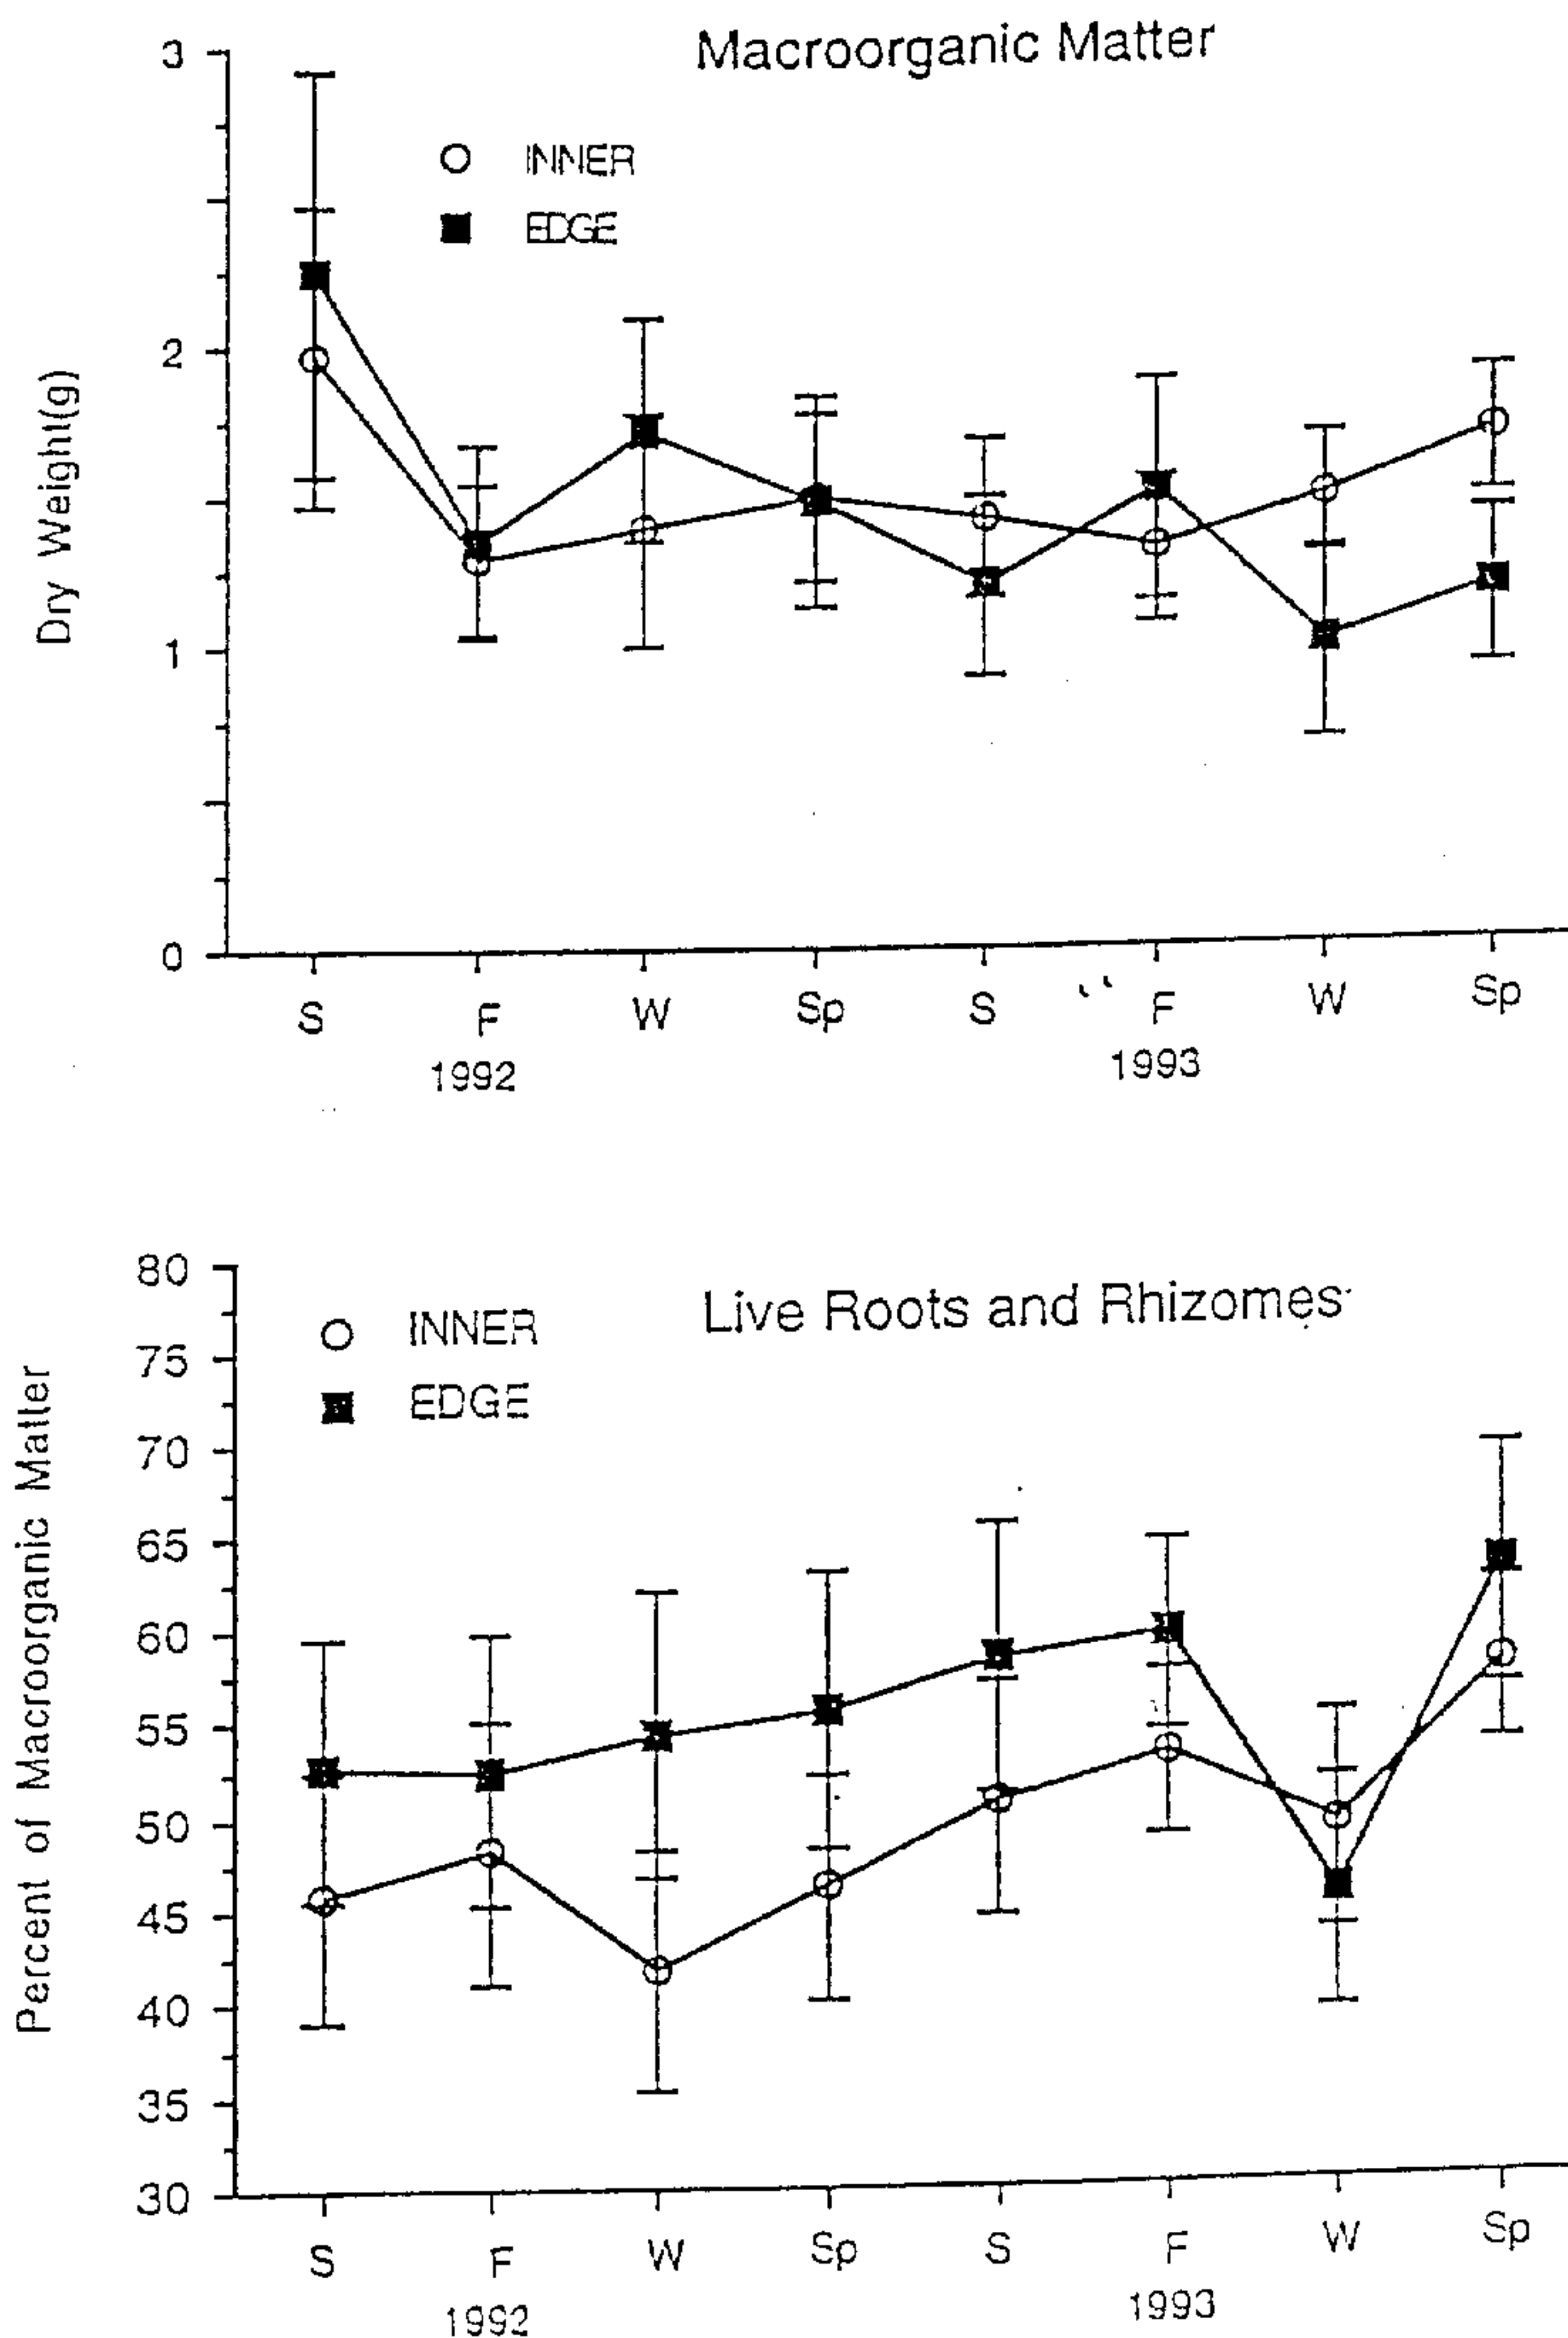 Macroorganic Matter
3
2
1
0
Dry Weight(g)
INNER
EDGE
S F W Sp S F W Sp
1992 1993
Live Roots and Rhizomes
80
75
70
65
60
55
50
45
40
35
30
Percent of Macroorganic Matter
INNER
EDGE
S F W Sp S F W Sp
1992 1993